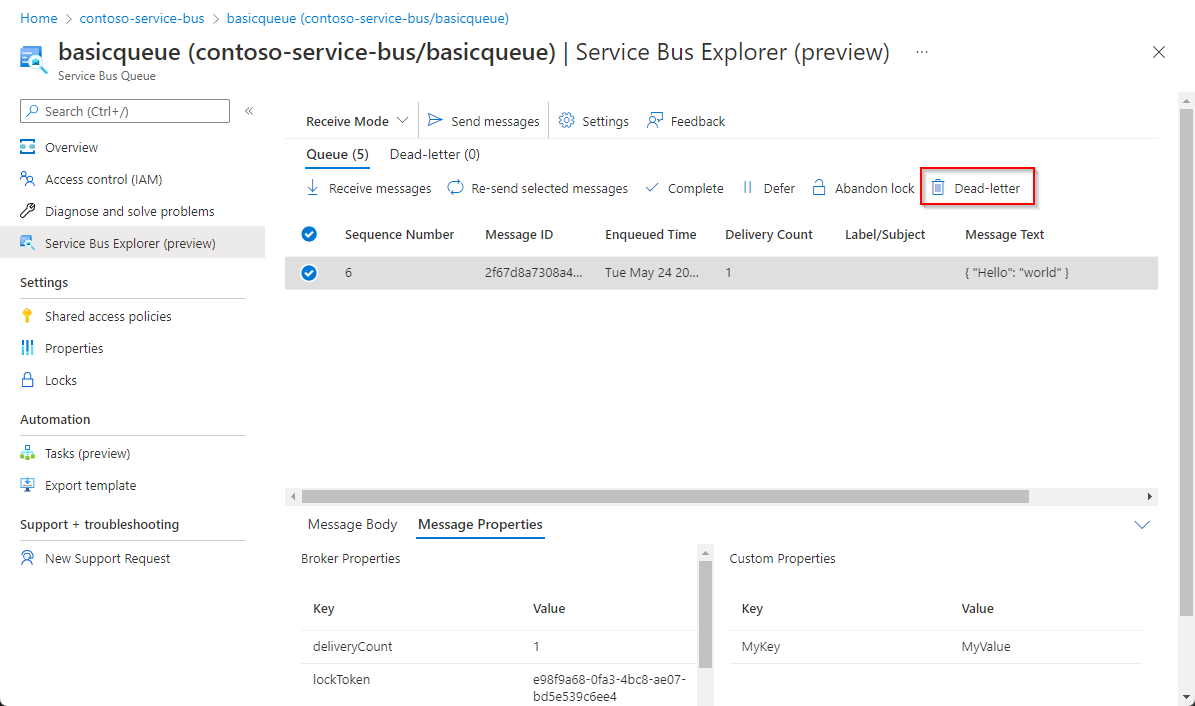 Home > contoso-service-bus > basicqueue (contoso-service-bus/basicqueue)
basicqueue (contoso-service-bus/basicqueue) | Service Bus Explorer (preview) ...
Service Bus Queue
Search (Ctrl+/)
«
Overview
Access control (IAM)
Diagnose and solve problems
Service Bus Explorer (preview)
Settings
Shared access policies
Properties
Locks
Automation
Tasks (preview)
Export template
Support + troubleshooting
New Support Request
Receive Mode Send messages Settings Feedback
Queue (5) Dead-letter (0)
Receive messages Re-send selected messages Complete Defer Abandon lock Dead-letter
Sequence Number Message ID Enqueued Time Delivery Count Label/Subject Message Text
6 2f67d8a7308a4... Tue May 24 20... 1 { "Hello": "world" }
Message Body Message Properties
Broker Properties
Key Value
deliveryCount 1
lockToken e98f9a68-0fa3-4bc8-ae07-
bd5e539c6ee4
Custom Properties
Key Value
MyKey MyValue